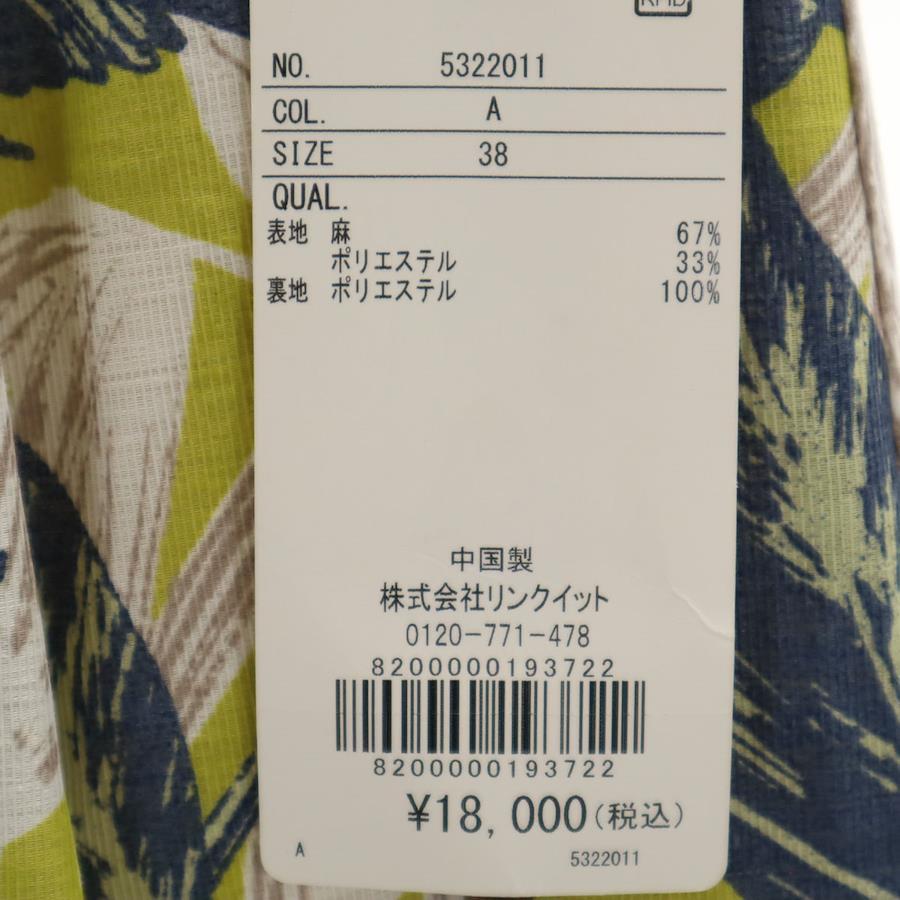 NO. 5322011
COL. A
SIZE 38
QUAL.
表地 麻 67%
ポリエステル 33%
裏地 ポリエステル 100%
中国製
株式会社リンクイット
0120-771-478
8200000193722
8200000193722
¥18,000(税込)
A 5322011